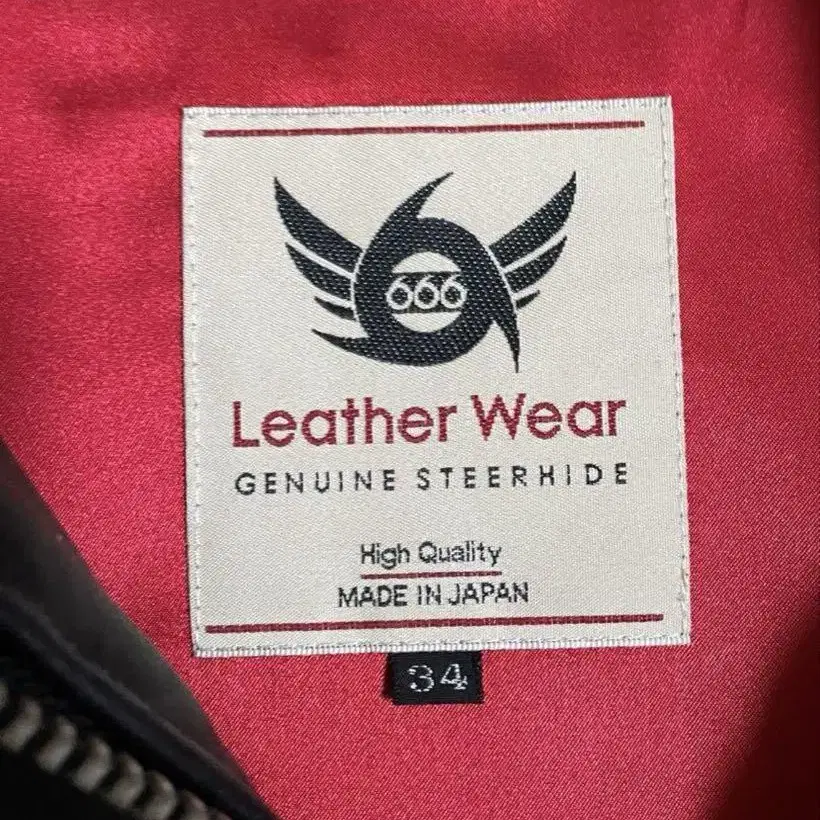 666
Leather Wear
GENUINE STEERHIDE
High Quality
MADE IN JAPAN
34